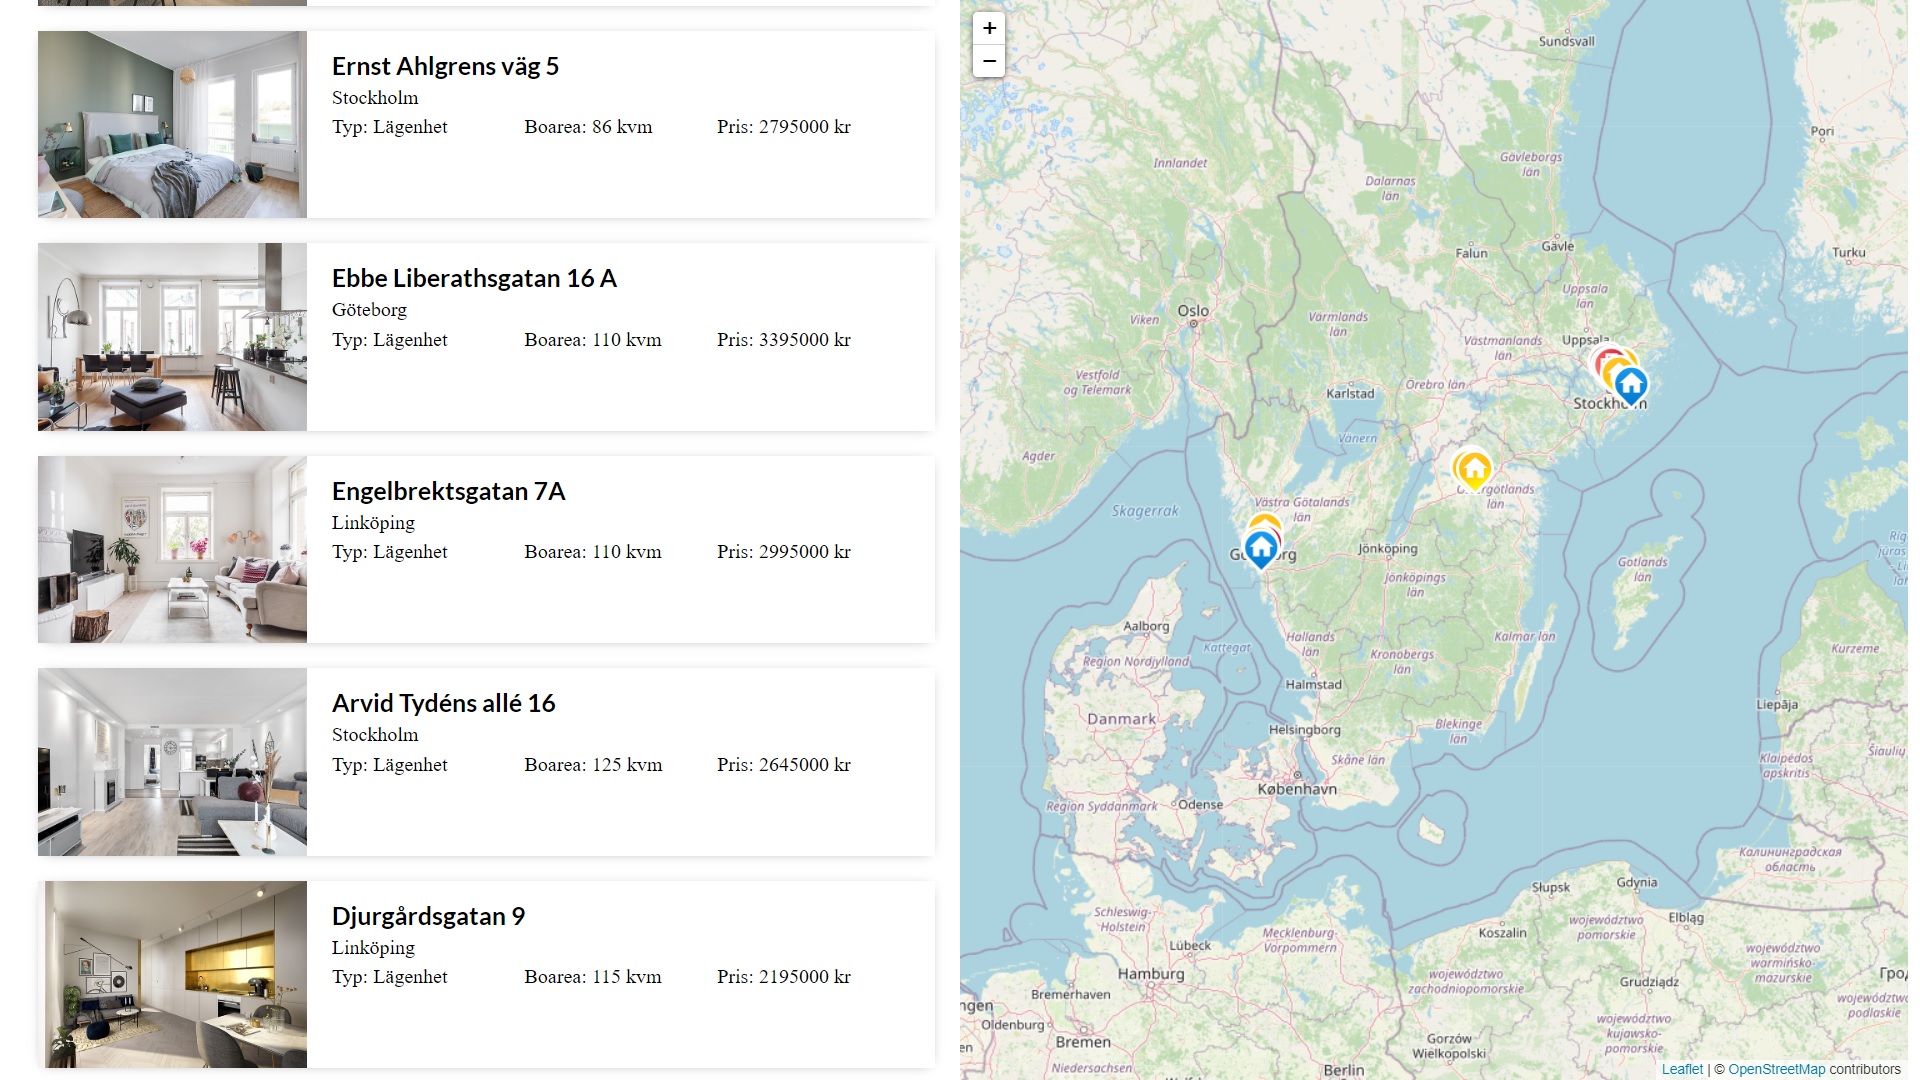 Ernst Ahlgrens väg 5
Stockholm
Typ: Lägenhet Boarea: 86 kvm Pris: 2795000 kr
Ebbe Liberathsgatan 16 A
Göteborg
Typ: Lägenhet Boarea: 110 kvm Pris: 3395000 kr
Engelbrektsgatan 7A
Linköping
Typ: Lägenhet Boarea: 110 kvm Pris: 2995000 kr
Arvid Tydéns allé 16
Stockholm
Typ: Lägenhet Boarea: 125 kvm Pris: 2645000 kr
Djurgårdsgatan 9
Linköping
Typ: Lägenhet Boarea: 115 kvm Pris: 2195000 kr
+
−
Sundsvall
Pori
Innlandet
Gävleborgs
län
Dalarnas
län
Falun
Gävle
Turku
Uppsala
län
Oslo
Viken
Värmlands
län
Västmanlands
län
Uppsala
Vestfold
og Telemark
Karlstad
Örebro län
Vänern
Agder
Skagerrak
Västra Götalands
län
län
Jönköping
Jönköpings
län
Gotlands
län
Aalborg
Region Nordjylland
Kattegat
Hallands
län
Kronobergs
län
Kalmar län
Kurzeme
Halmstad
Liepāja
Danmark
Helsingborg
Blekinge
län
Skåne län
Klaipėdos
apskritis
København
Region Syddanmark
Odense
Калининградская
область
Słupsk
Gdynia
Schleswig-
Holstein
Lübeck
Mecklenburg-
Vorpommern
Koszalin
województwo
pomorskie
Elbląg
województwo
warmińsko-
mazurskie
Hamburg
województwo
zachodniopomorskie
Grudziądz
Bremerhaven
Oldenburg
Bremen
Niedersachsen
Gorzów
Wielkopolski
województwo
kujawsko-
pomorskie
województwo
podlaskie
Berlin
Leaflet | © OpenStreetMap contributors